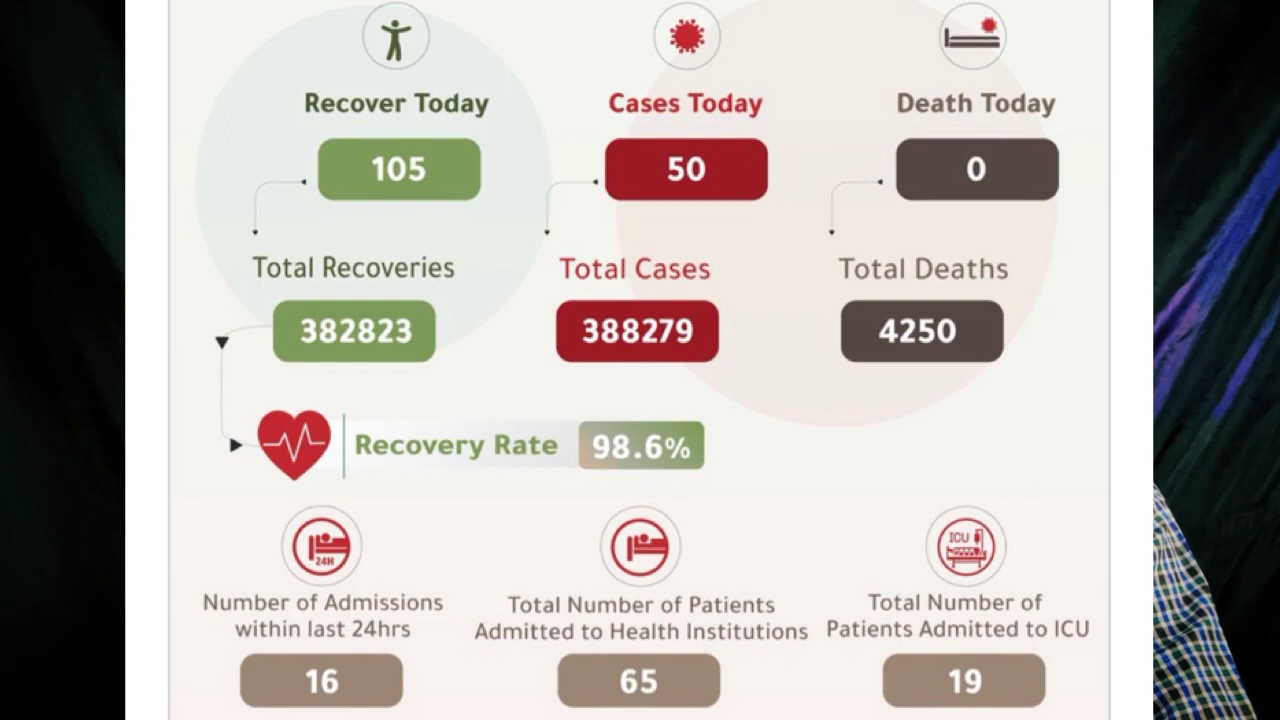 Recover Today
Cases Today
Death Today
105
50
0
Total Recoveries
Total Cases
Total Deaths
382823
388279
4250
Recovery Rate
98.6%
24H
ICU
Number of Admissions
within last 24hrs
Total Number of Patients
Admitted to Health Institutions
Total Number of
Patients Admitted to ICU
16
65
19